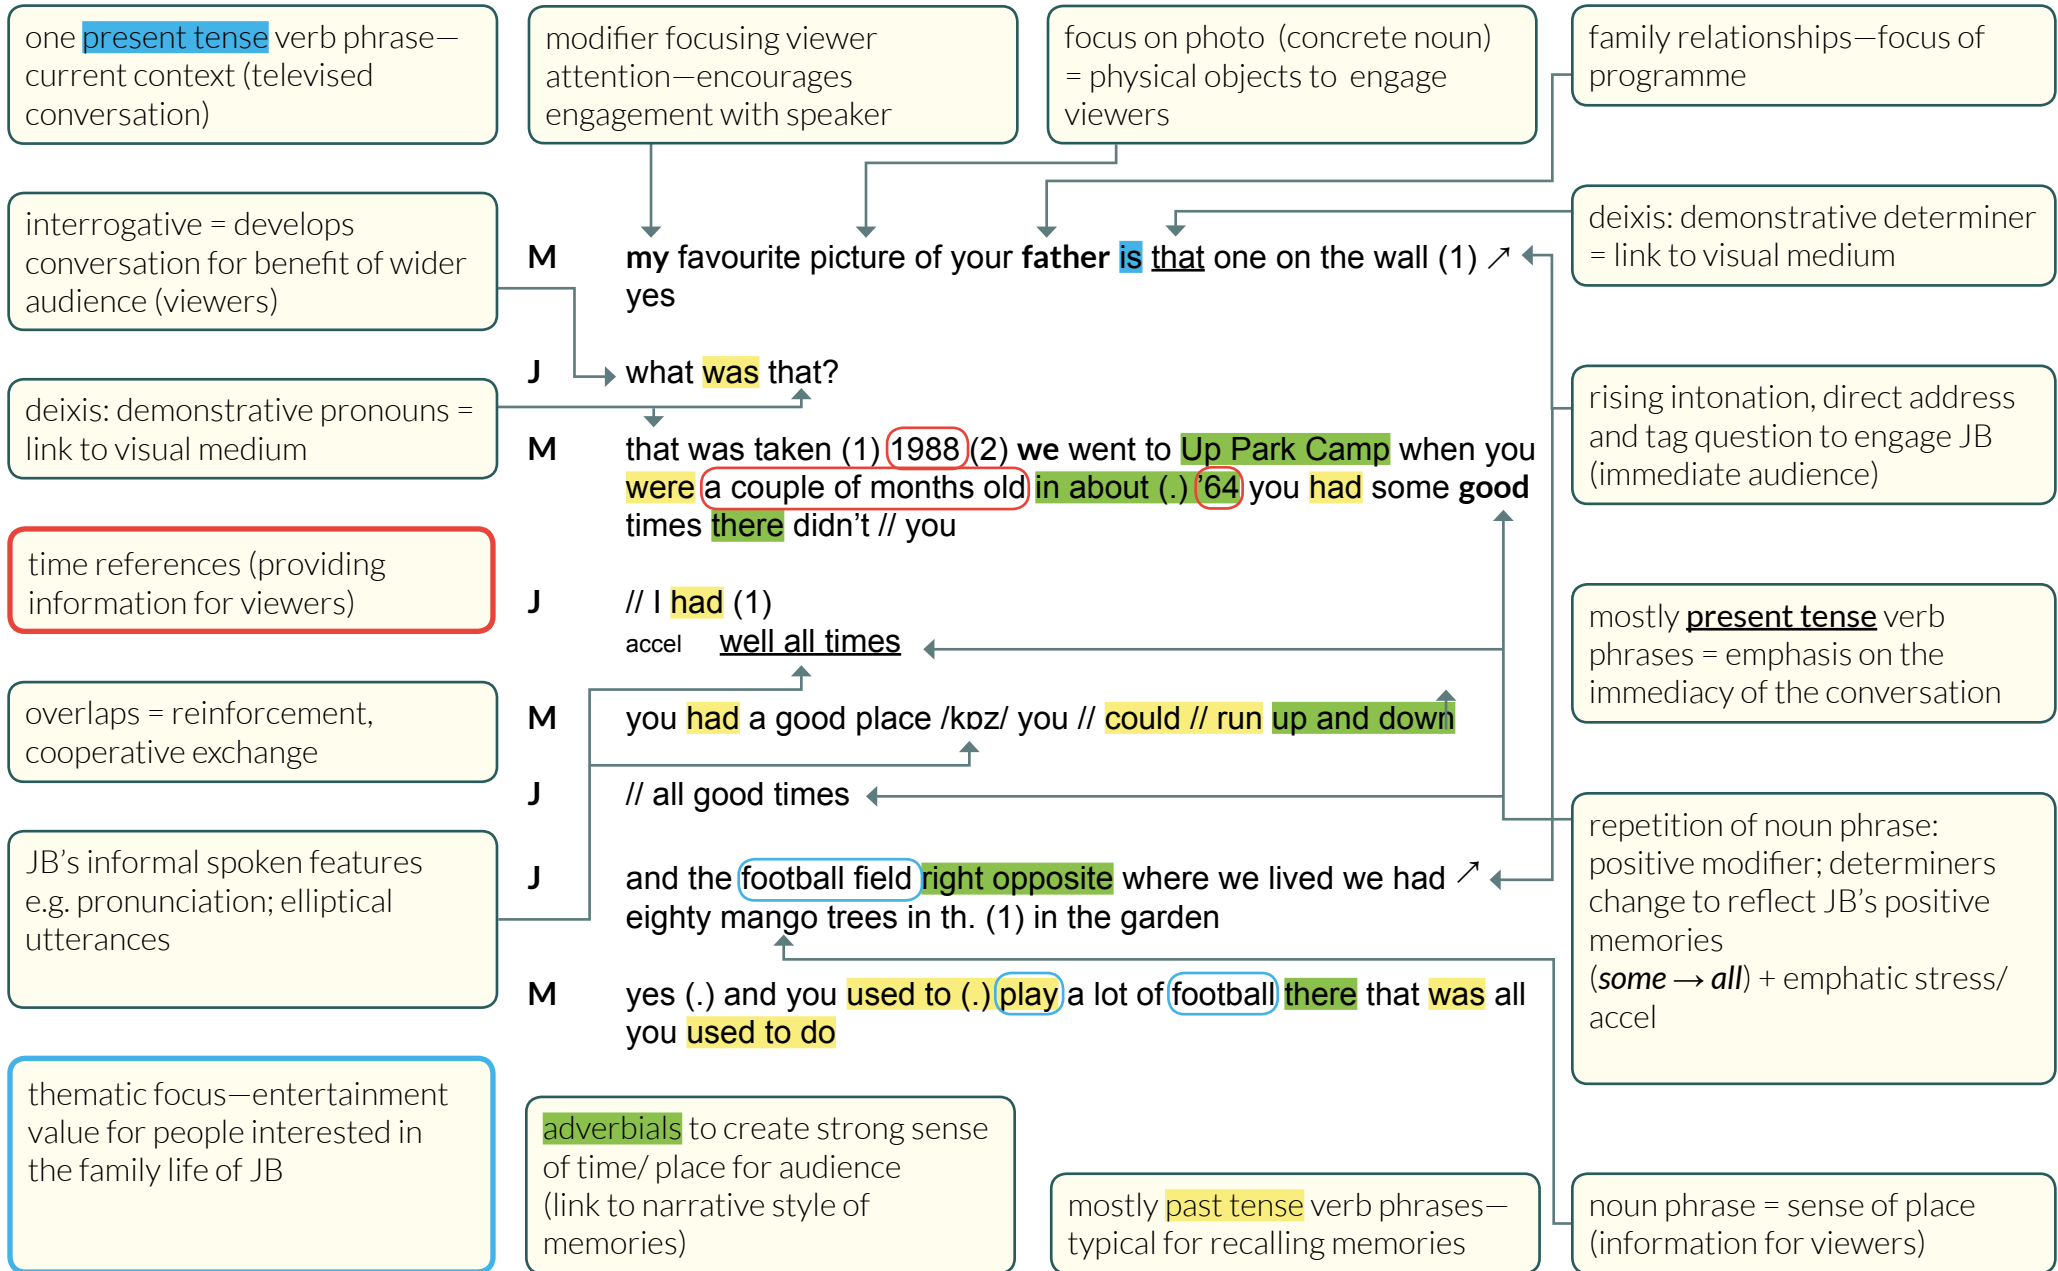 one present tense verb phrase—
current context (televised
conversation)
modifier focusing viewer
attention—encourages
engagement with speaker
focus on photo (concrete noun)
= physical objects to engage
viewers
family relationships—focus of
programme
interrogative = develops
conversation for benefit of wider
audience (viewers)
deixis: demonstrative determiner
= link to visual medium
M my favourite picture of your father is that one on the wall (1) ↗
yes
J what was that?
deixis: demonstrative pronouns =
link to visual medium
rising intonation, direct address
and tag question to engage JB
(immediate audience)
M that was taken (1) 1988 (2) we went to Up Park Camp when you
were a couple of months old in about (.) ’64 you had some good
times there didn’t // you
time references (providing
information for viewers)
J // I had (1)
accel well all times
mostly present tense verb
phrases = emphasis on the
immediacy of the conversation
overlaps = reinforcement,
cooperative exchange
M you had a good place /kɒz/ you // could // run up and down
J // all good times
JB’s informal spoken features
e.g. pronunciation; elliptical
utterances
repetition of noun phrase:
positive modifier; determiners
change to reflect JB’s positive
memories
(some → all) + emphatic stress/
accel
J and the football field right opposite where we lived we had ↗
eighty mango trees in th. (1) in the garden
M yes (.) and you used to (.) play a lot of football there that was all
you used to do
thematic focus—entertainment
value for people interested in
the family life of JB
adverbials to create strong sense
of time/ place for audience
(link to narrative style of
memories)
mostly past tense verb phrases—
typical for recalling memories
noun phrase = sense of place
(information for viewers)